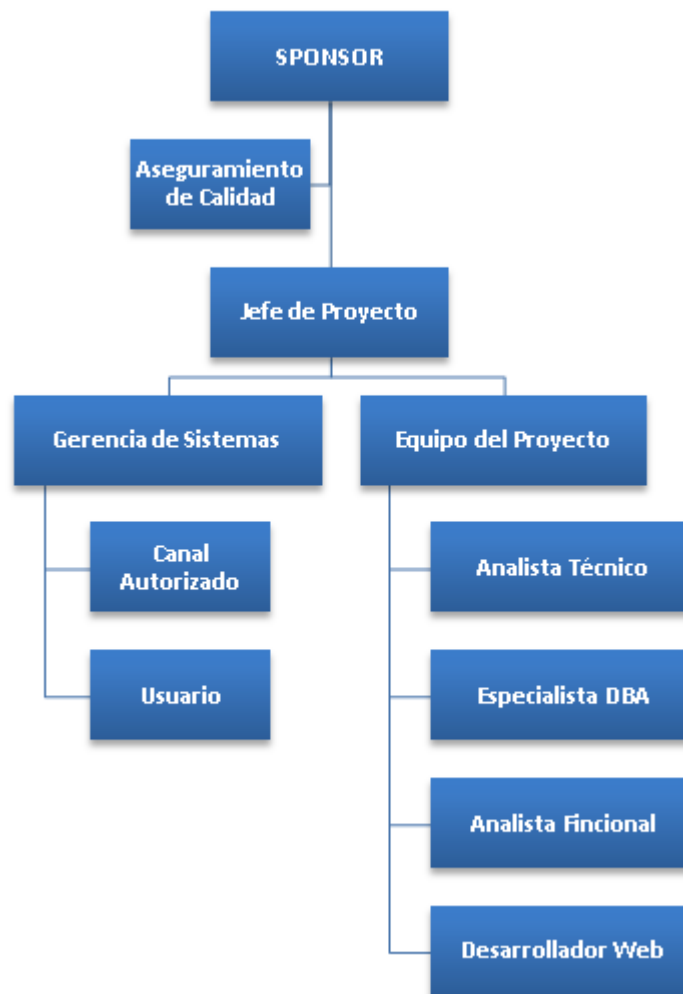 SPONSOR
Aseguramiento
de Calidad
Jefe de Proyecto
Gerencia de Sistemas
Equipo del Proyecto
Canal
Autorizado
Analista Técnico
Usuario
Especialista DBA
Analista Fincional
Desarrollador Web